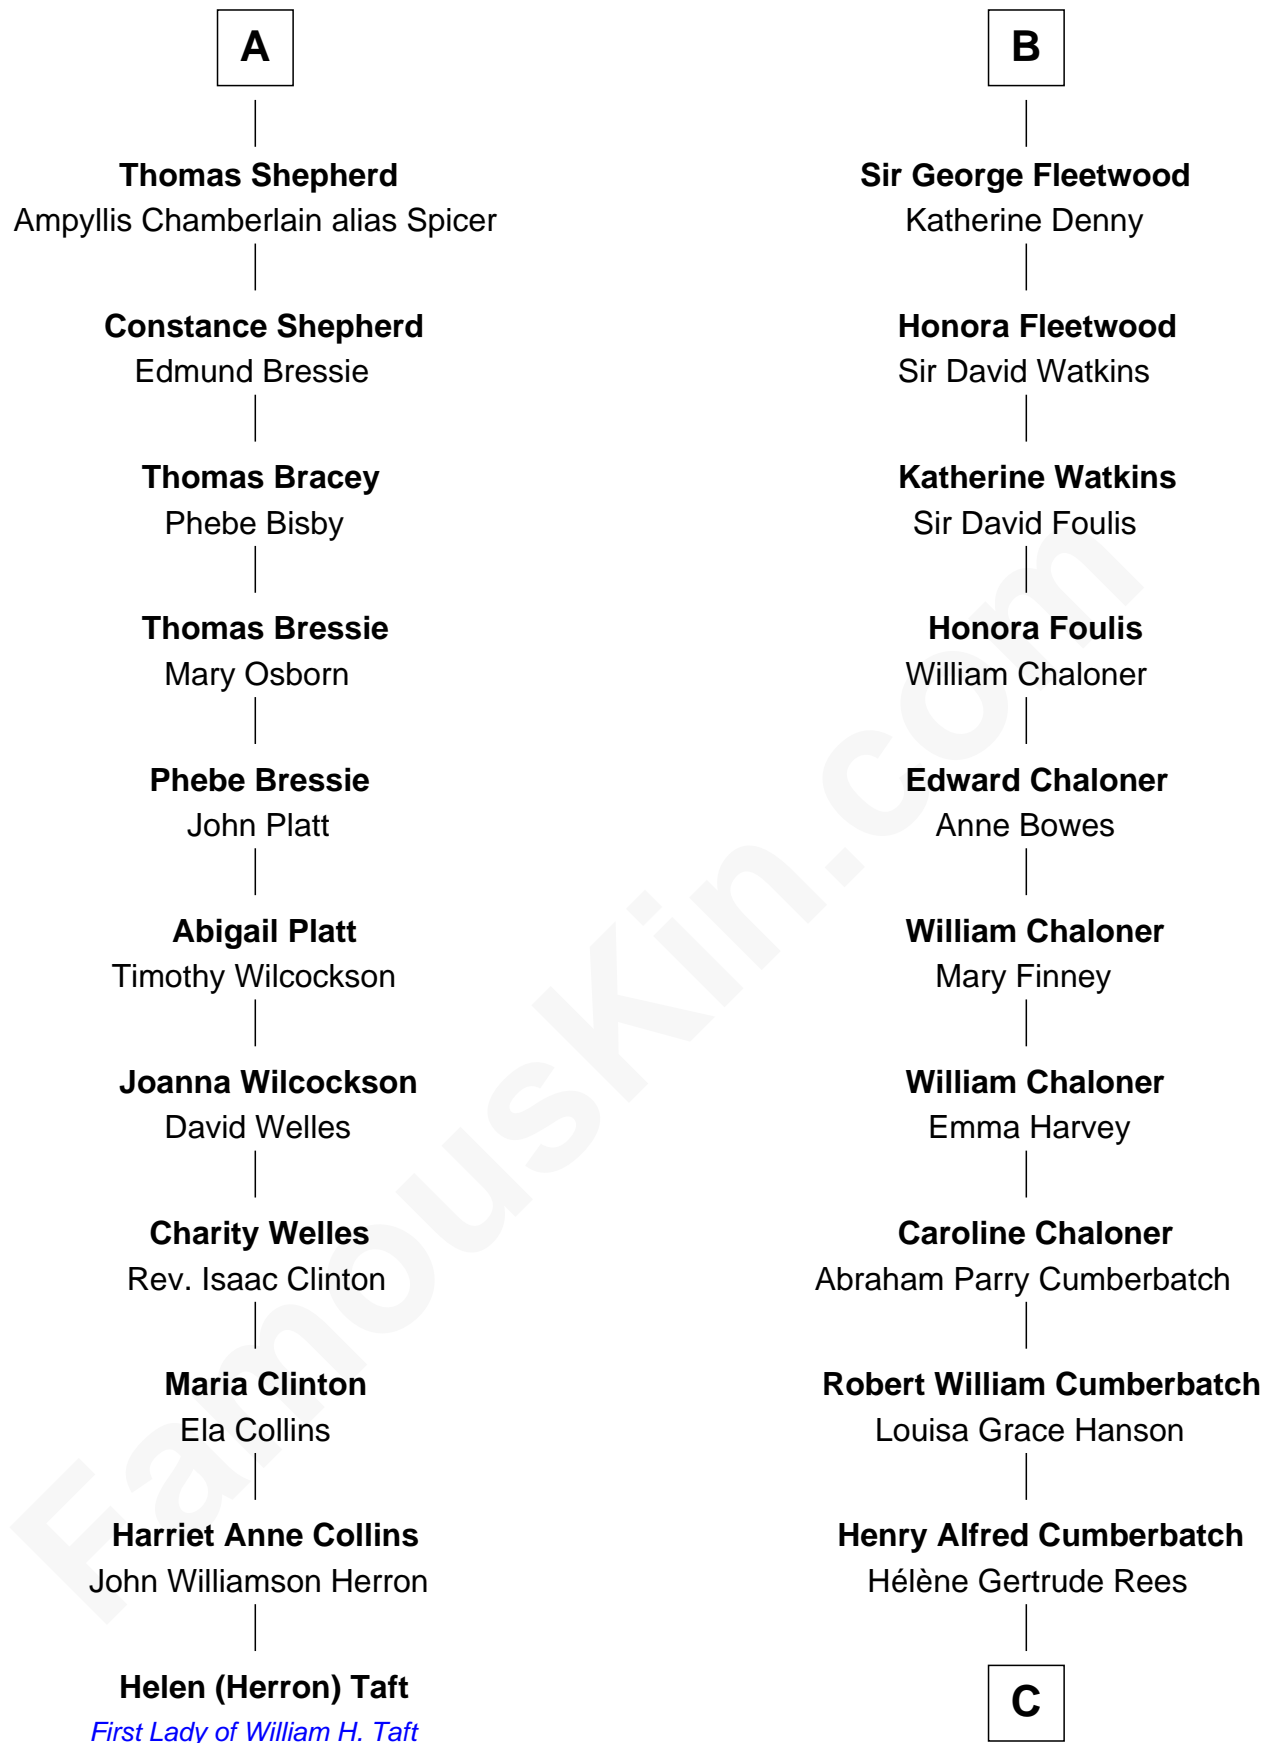 A
Thomas Shepherd
Ampyllis Chamberlain alias Spicer
Constance Shepherd
Edmund Bressie
Thomas Bracey
Phebe Bisby
Thomas Bressie
Mary Osborn
Phebe Bressie
John Platt
Abigail Platt
Timothy Wilcockson
Joanna Wilcockson
David Welles
Charity Welles
Rev. Isaac Clinton
Maria Clinton
Ela Collins
Harriet Anne Collins
John Williamson Herron
Helen (Herron) Taft
First Lady of William H. Taft
B
Sir George Fleetwood
Katherine Denny
Honora Fleetwood
Sir David Watkins
Katherine Watkins
Sir David Foulis
Honora Foulis
William Chaloner
Edward Chaloner
Anne Bowes
William Chaloner
Mary Finney
William Chaloner
Emma Harvey
Caroline Chaloner
Abraham Parry Cumberbatch
Robert William Cumberbatch
Louisa Grace Hanson
Henry Alfred Cumberbatch
Hélène Gertrude Rees
C
FamousKin.com